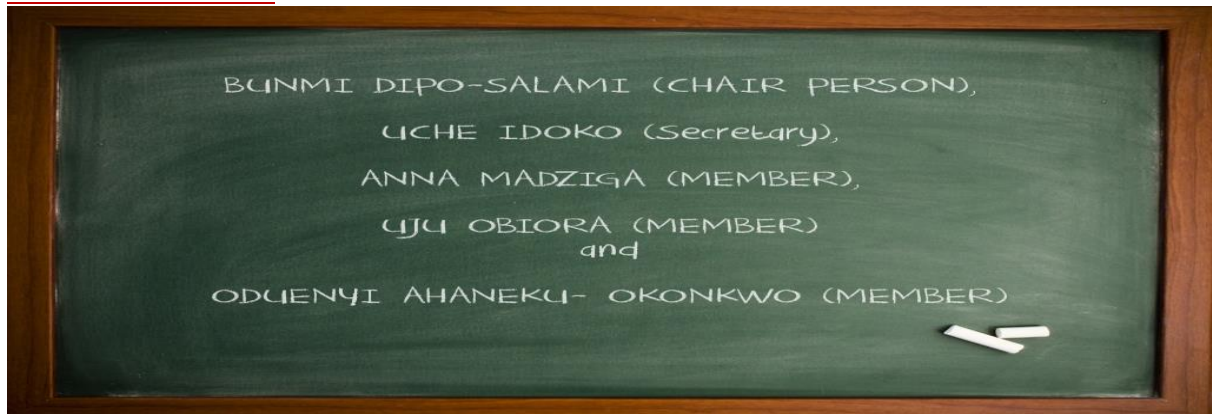 BUNMI DIPO-SALAMI (CHAIR PERSON),
UCHE IDOKO (Secretary),
ANNA MADZIGA (MEMBER),
UJU OBIORA (MEMBER)
and
ODUENYI AHANEKU- OKONKWO (MEMBER)